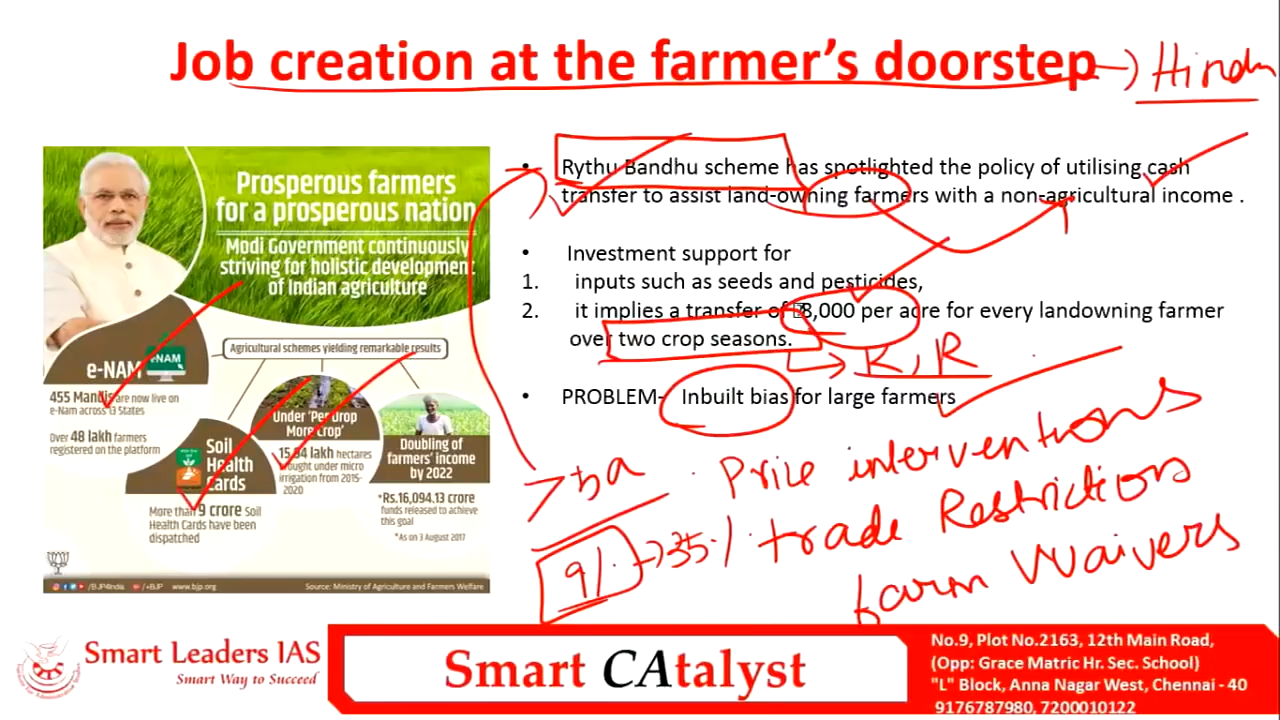 Job creation at the farmer's doorstep
Hindu
Prosperous farmers
for a prosperous nation
Modi Government continuously
striving for holistic development
of Indian agriculture
Agricultural schemes yielding remarkable results
e-NAM
e-NAM
455 Mandis are now live on
e-Nam across 13 States
Over 48 lakh farmers
registered on the platform
Soil
Health
Cards
More than 9 crore Soil
Health Cards have been
dispatched
Under 'Per Drop
More Crop'
lakh hectares
brought under micro
irrigation from 2015-
2020
Doubling of
farmers' income
by 2022
*Rs.16,094.13 crore
funds released to achieve
this goal
*As on 3 August 2017
/BJP4India /+BJP www.bjp.org
Source: Ministry of Agriculture and Farmers Welfare
• Rythu Bandhu scheme has spotlighted the policy of utilising cash
transfer to assist land-owning farmers with a non-agricultural income .
• Investment support for
1. inputs such as seeds and pesticides,
2. it implies a transfer of 8,000 per acre for every landowning farmer
over two crop seasons.
R, R
• PROBLEM- Inbuilt bias for large farmers
>5a
. Price interventions
9% → 35%
trade Restrictions
farm Waivers
Smart Leaders IAS
Smart Way to Succeed
Smart CAtalyst
No.9, Plot No.2163, 12th Main Road,
(Opp: Grace Matric Hr. Sec. School)
"L" Block, Anna Nagar West, Chennai - 40
9176787980, 7200010122